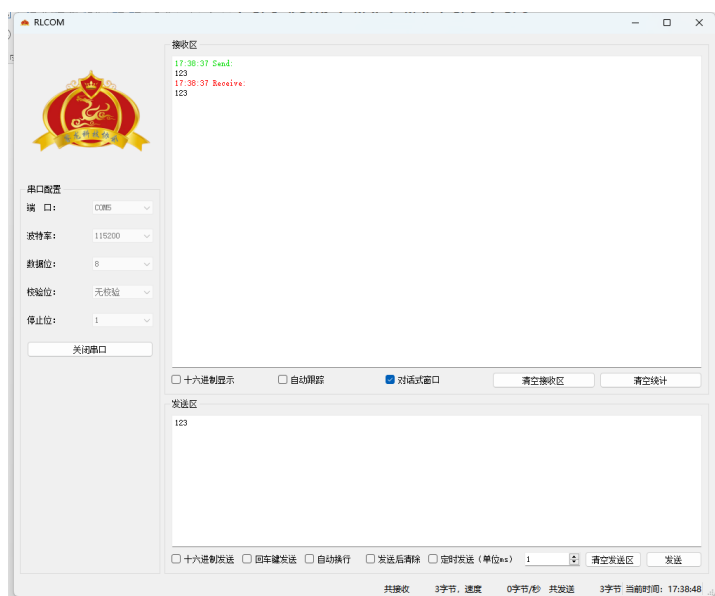 RLCOM
接收区
17:38:37 Send:
123
17:38:37 Receive:
123
串口配置
端 口: COM5
波特率: 115200
数据位: 8
校验位: 无校验
停止位: 1
关闭串口
十六进制显示 自动跟踪 对话式窗口 清空接收区 清空统计
发送区
123
十六进制发送 回车键发送 自动换行 发送后清除 定时发送（单位ms） 1 清空发送区 发送
共接收 3字节, 速度 0字节/秒 共发送 3字节 当前时间: 17:38:48